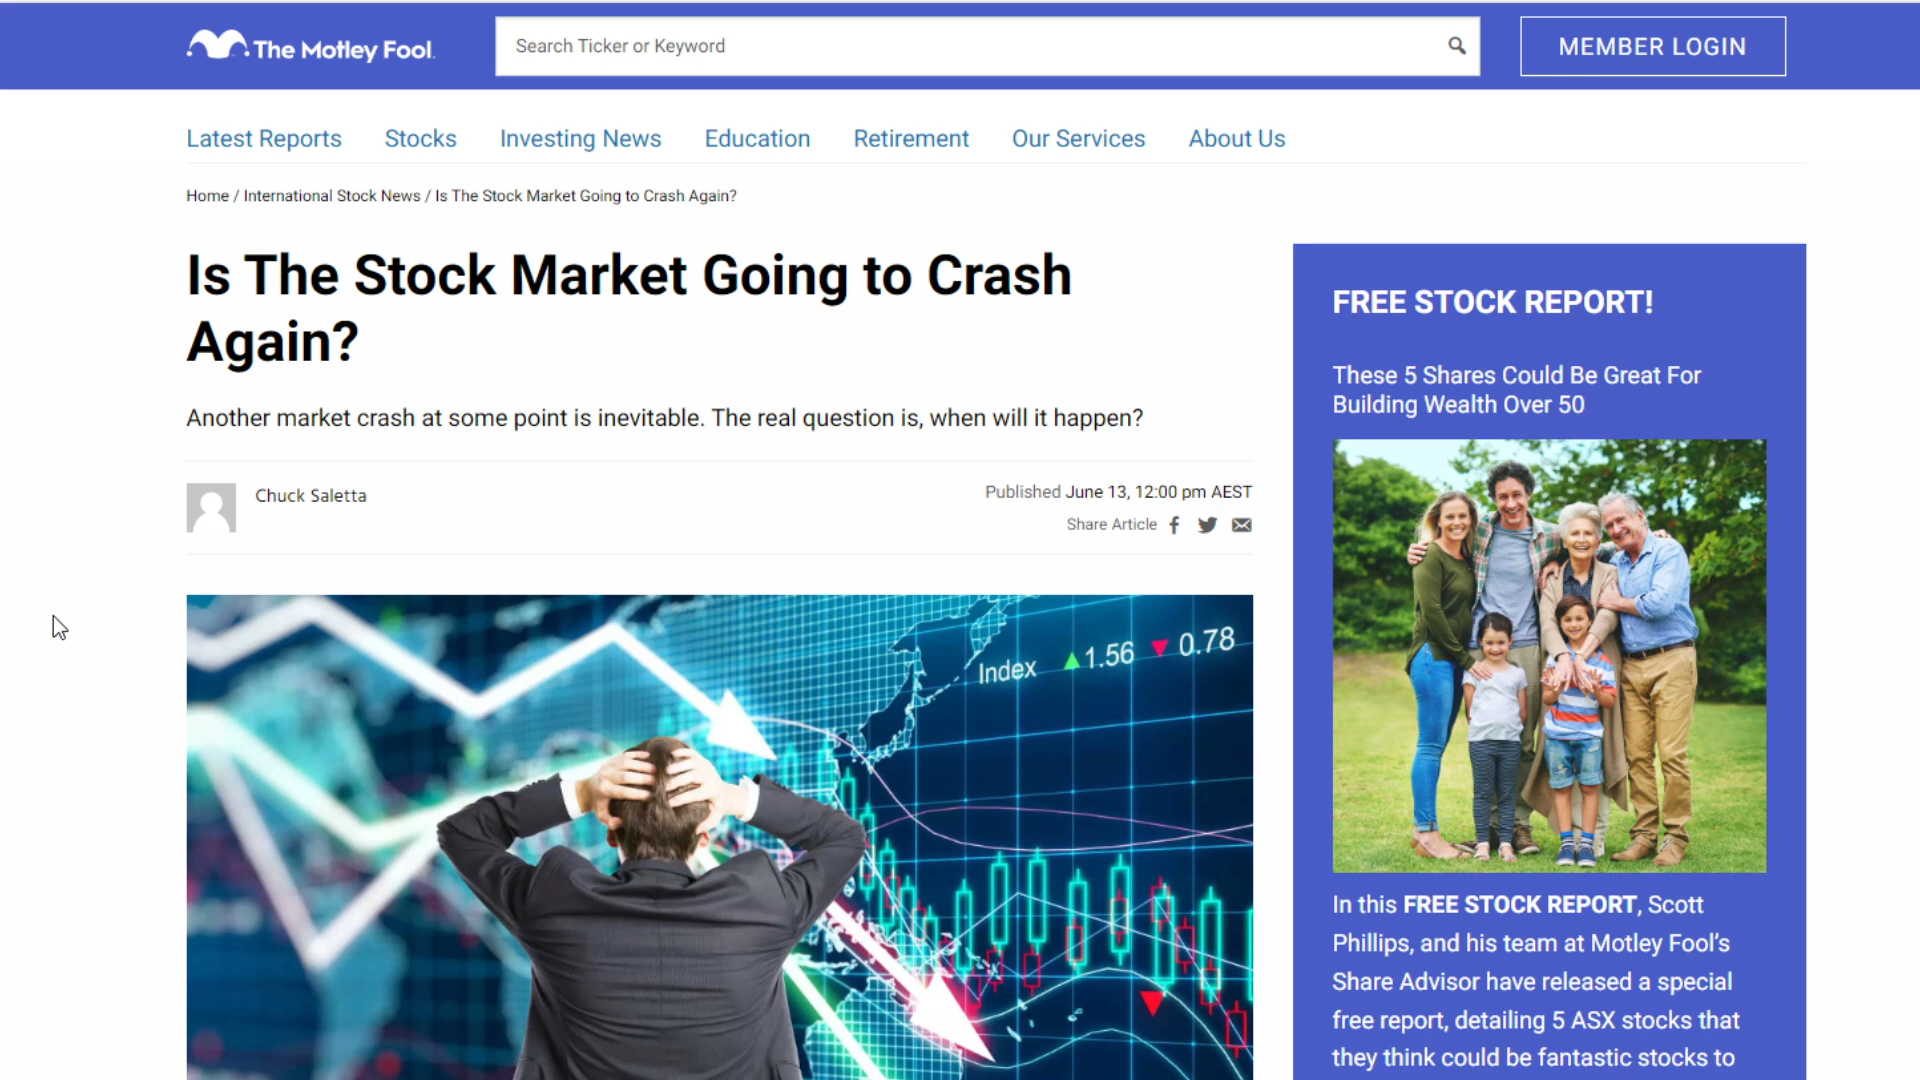 The Motley Fool.
Search Ticker or Keyword
MEMBER LOGIN
Latest Reports Stocks Investing News Education Retirement Our Services About Us
Home / International Stock News / Is The Stock Market Going to Crash Again?
Is The Stock Market Going to Crash
Again?
Another market crash at some point is inevitable. The real question is, when will it happen?
Chuck Saletta
Published June 13, 12:00 pm AEST
Share Article
Index ▲1.56 ▼0.78
FREE STOCK REPORT!
These 5 Shares Could Be Great For
Building Wealth Over 50
In this FREE STOCK REPORT, Scott
Phillips, and his team at Motley Fool’s
Share Advisor have released a special
free report, detailing 5 ASX stocks that
they think could be fantastic stocks to